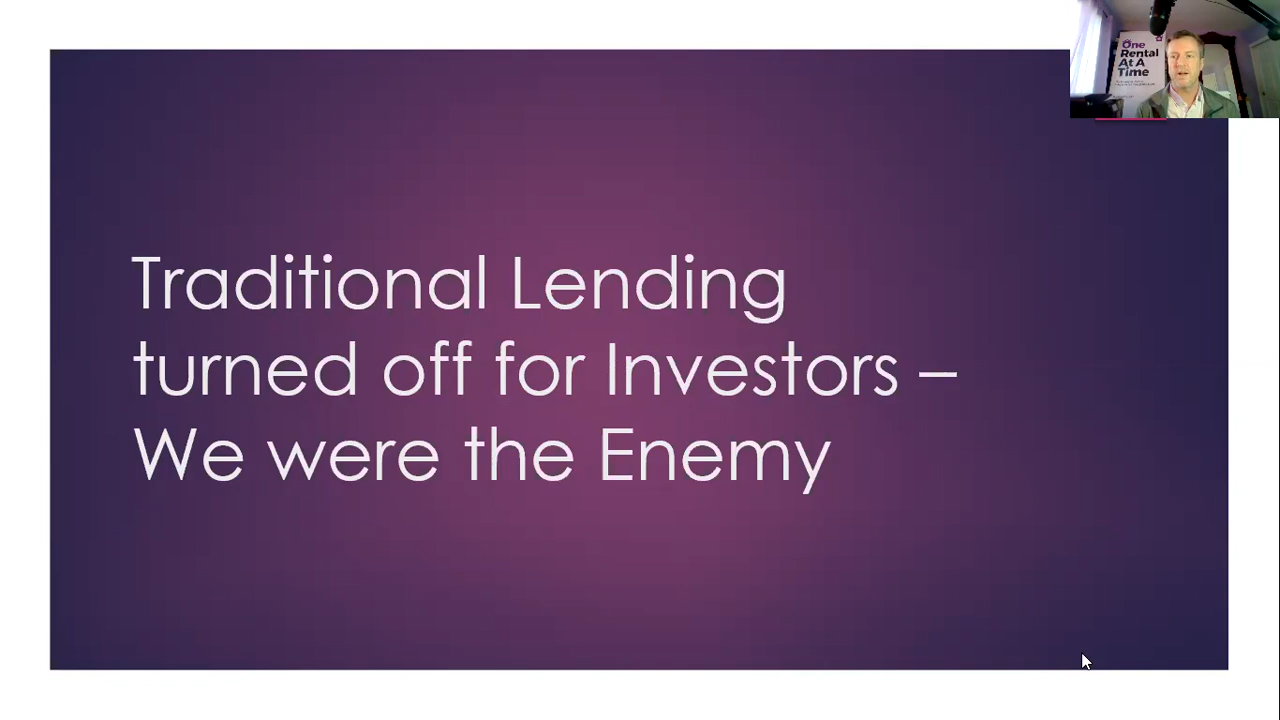 One
Rental
At A
Time
Traditional Lending
turned off for Investors –
We were the Enemy